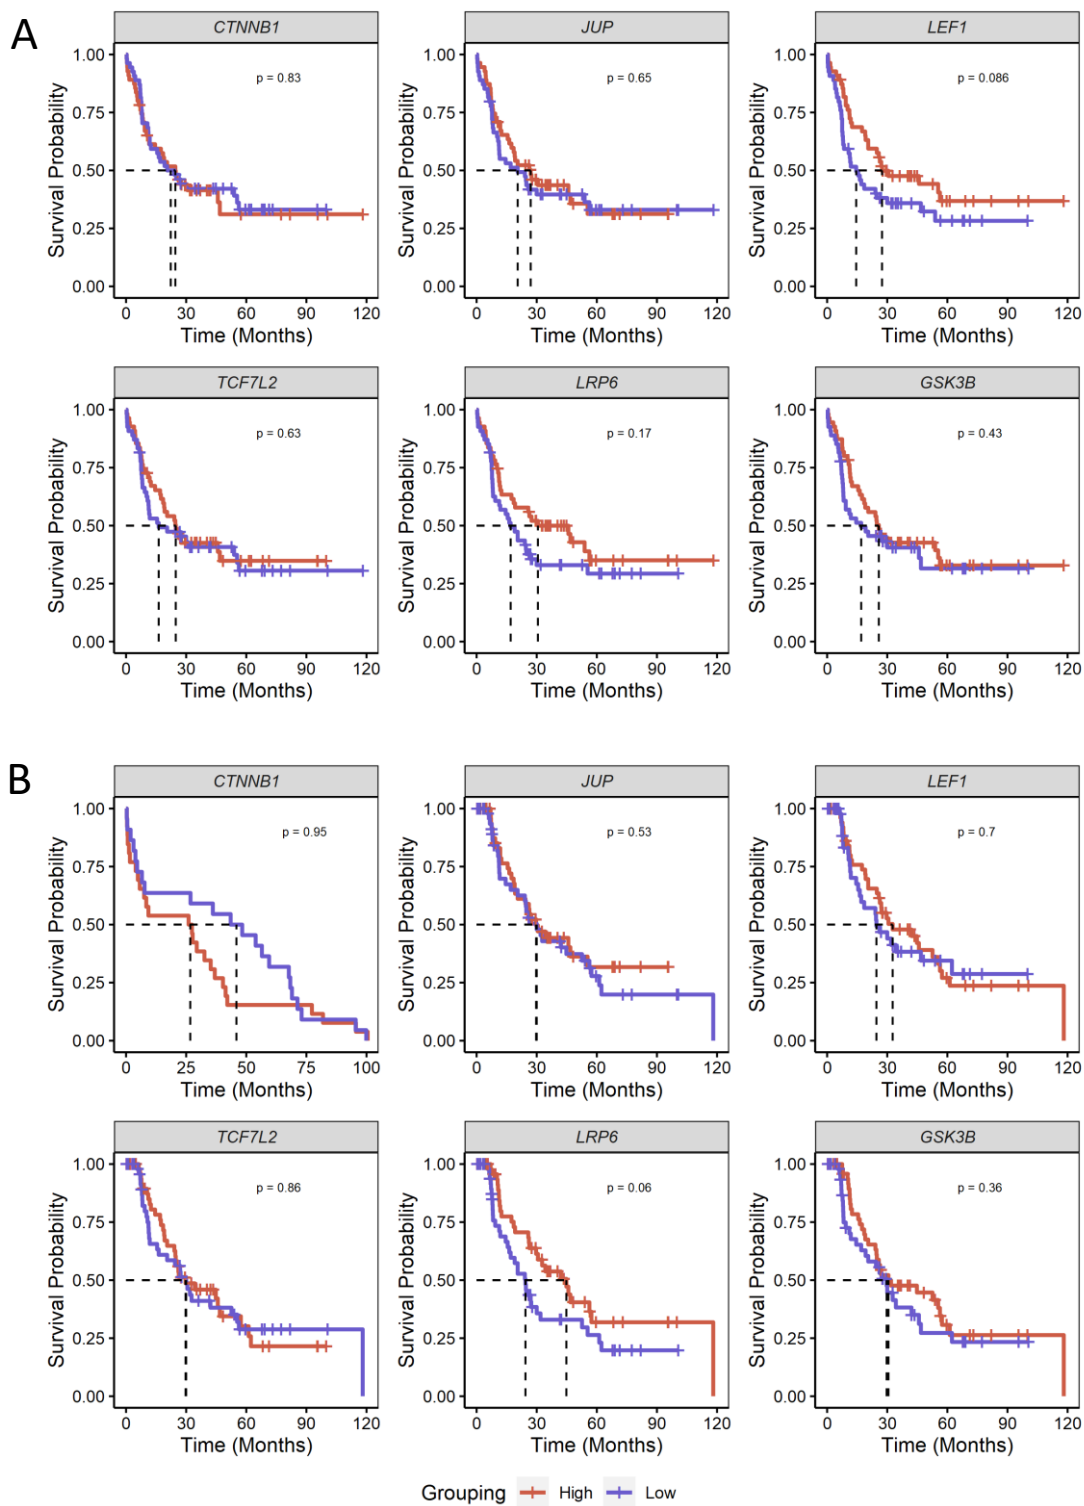 A
CTNNB1
JUP
LEF1
Survival Probability
1.00
0.75
0.50
0.25
0.00
p = 0.83
0 30 60 90 120
Time (Months)
Survival Probability
1.00
0.75
0.50
0.25
0.00
p = 0.65
0 30 60 90 120
Time (Months)
Survival Probability
1.00
0.75
0.50
0.25
0.00
p = 0.086
0 30 60 90 120
Time (Months)
TCF7L2
LRP6
GSK3B
Survival Probability
1.00
0.75
0.50
0.25
0.00
p = 0.63
0 30 60 90 120
Time (Months)
Survival Probability
1.00
0.75
0.50
0.25
0.00
p = 0.17
0 30 60 90 120
Time (Months)
Survival Probability
1.00
0.75
0.50
0.25
0.00
p = 0.43
0 30 60 90 120
Time (Months)
B
CTNNB1
JUP
LEF1
Survival Probability
1.00
0.75
0.50
0.25
0.00
p = 0.95
0 25 50 75 100
Time (Months)
Survival Probability
1.00
0.75
0.50
0.25
0.00
p = 0.53
0 30 60 90 120
Time (Months)
Survival Probability
1.00
0.75
0.50
0.25
0.00
p = 0.7
0 30 60 90 120
Time (Months)
TCF7L2
LRP6
GSK3B
Survival Probability
1.00
0.75
0.50
0.25
0.00
p = 0.86
0 30 60 90 120
Time (Months)
Survival Probability
1.00
0.75
0.50
0.25
0.00
p = 0.06
0 30 60 90 120
Time (Months)
Survival Probability
1.00
0.75
0.50
0.25
0.00
p = 0.36
0 30 60 90 120
Time (Months)
Grouping High Low